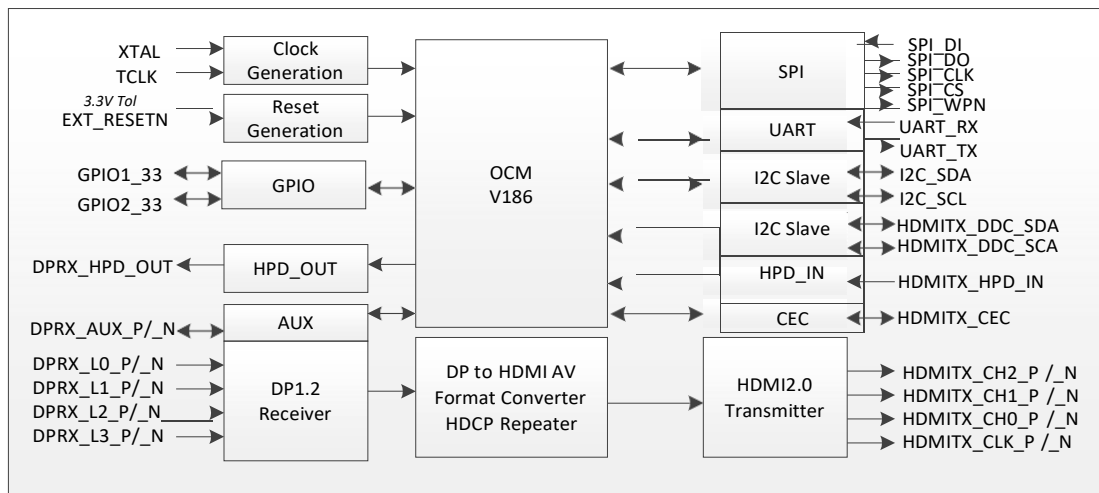 XTAL
TCLK
3.3V Tol
EXT_RESETN
GPIO1_33
GPIO2_33
DPRX_HPD_OUT
DPRX_AUX_P/_N
DPRX_L0_P/_N
DPRX_L1_P/_N
DPRX_L2_P/_N
DPRX_L3_P/_N
Clock
Generation
Reset
Generation
GPIO
HPD_OUT
AUX
DP1.2
Receiver
OCM
V186
DP to HDMI AV
Format Converter
HDCP Repeater
SPI
UART
I2C Slave
I2C Slave
HPD_IN
CEC
HDMI2.0
Transmitter
SPI_DI
SPI_DO
SPI_CLK
SPI_CS
SPI_WPN
UART_RX
UART_TX
I2C_SDA
I2C_SCL
HDMITX_DDC_SDA
HDMITX_DDC_SCA
HDMITX_HPD_IN
HDMITX_CEC
HDMITX_CH2_P /_N
HDMITX_CH1_P /_N
HDMITX_CH0_P /_N
HDMITX_CLK_P /_N